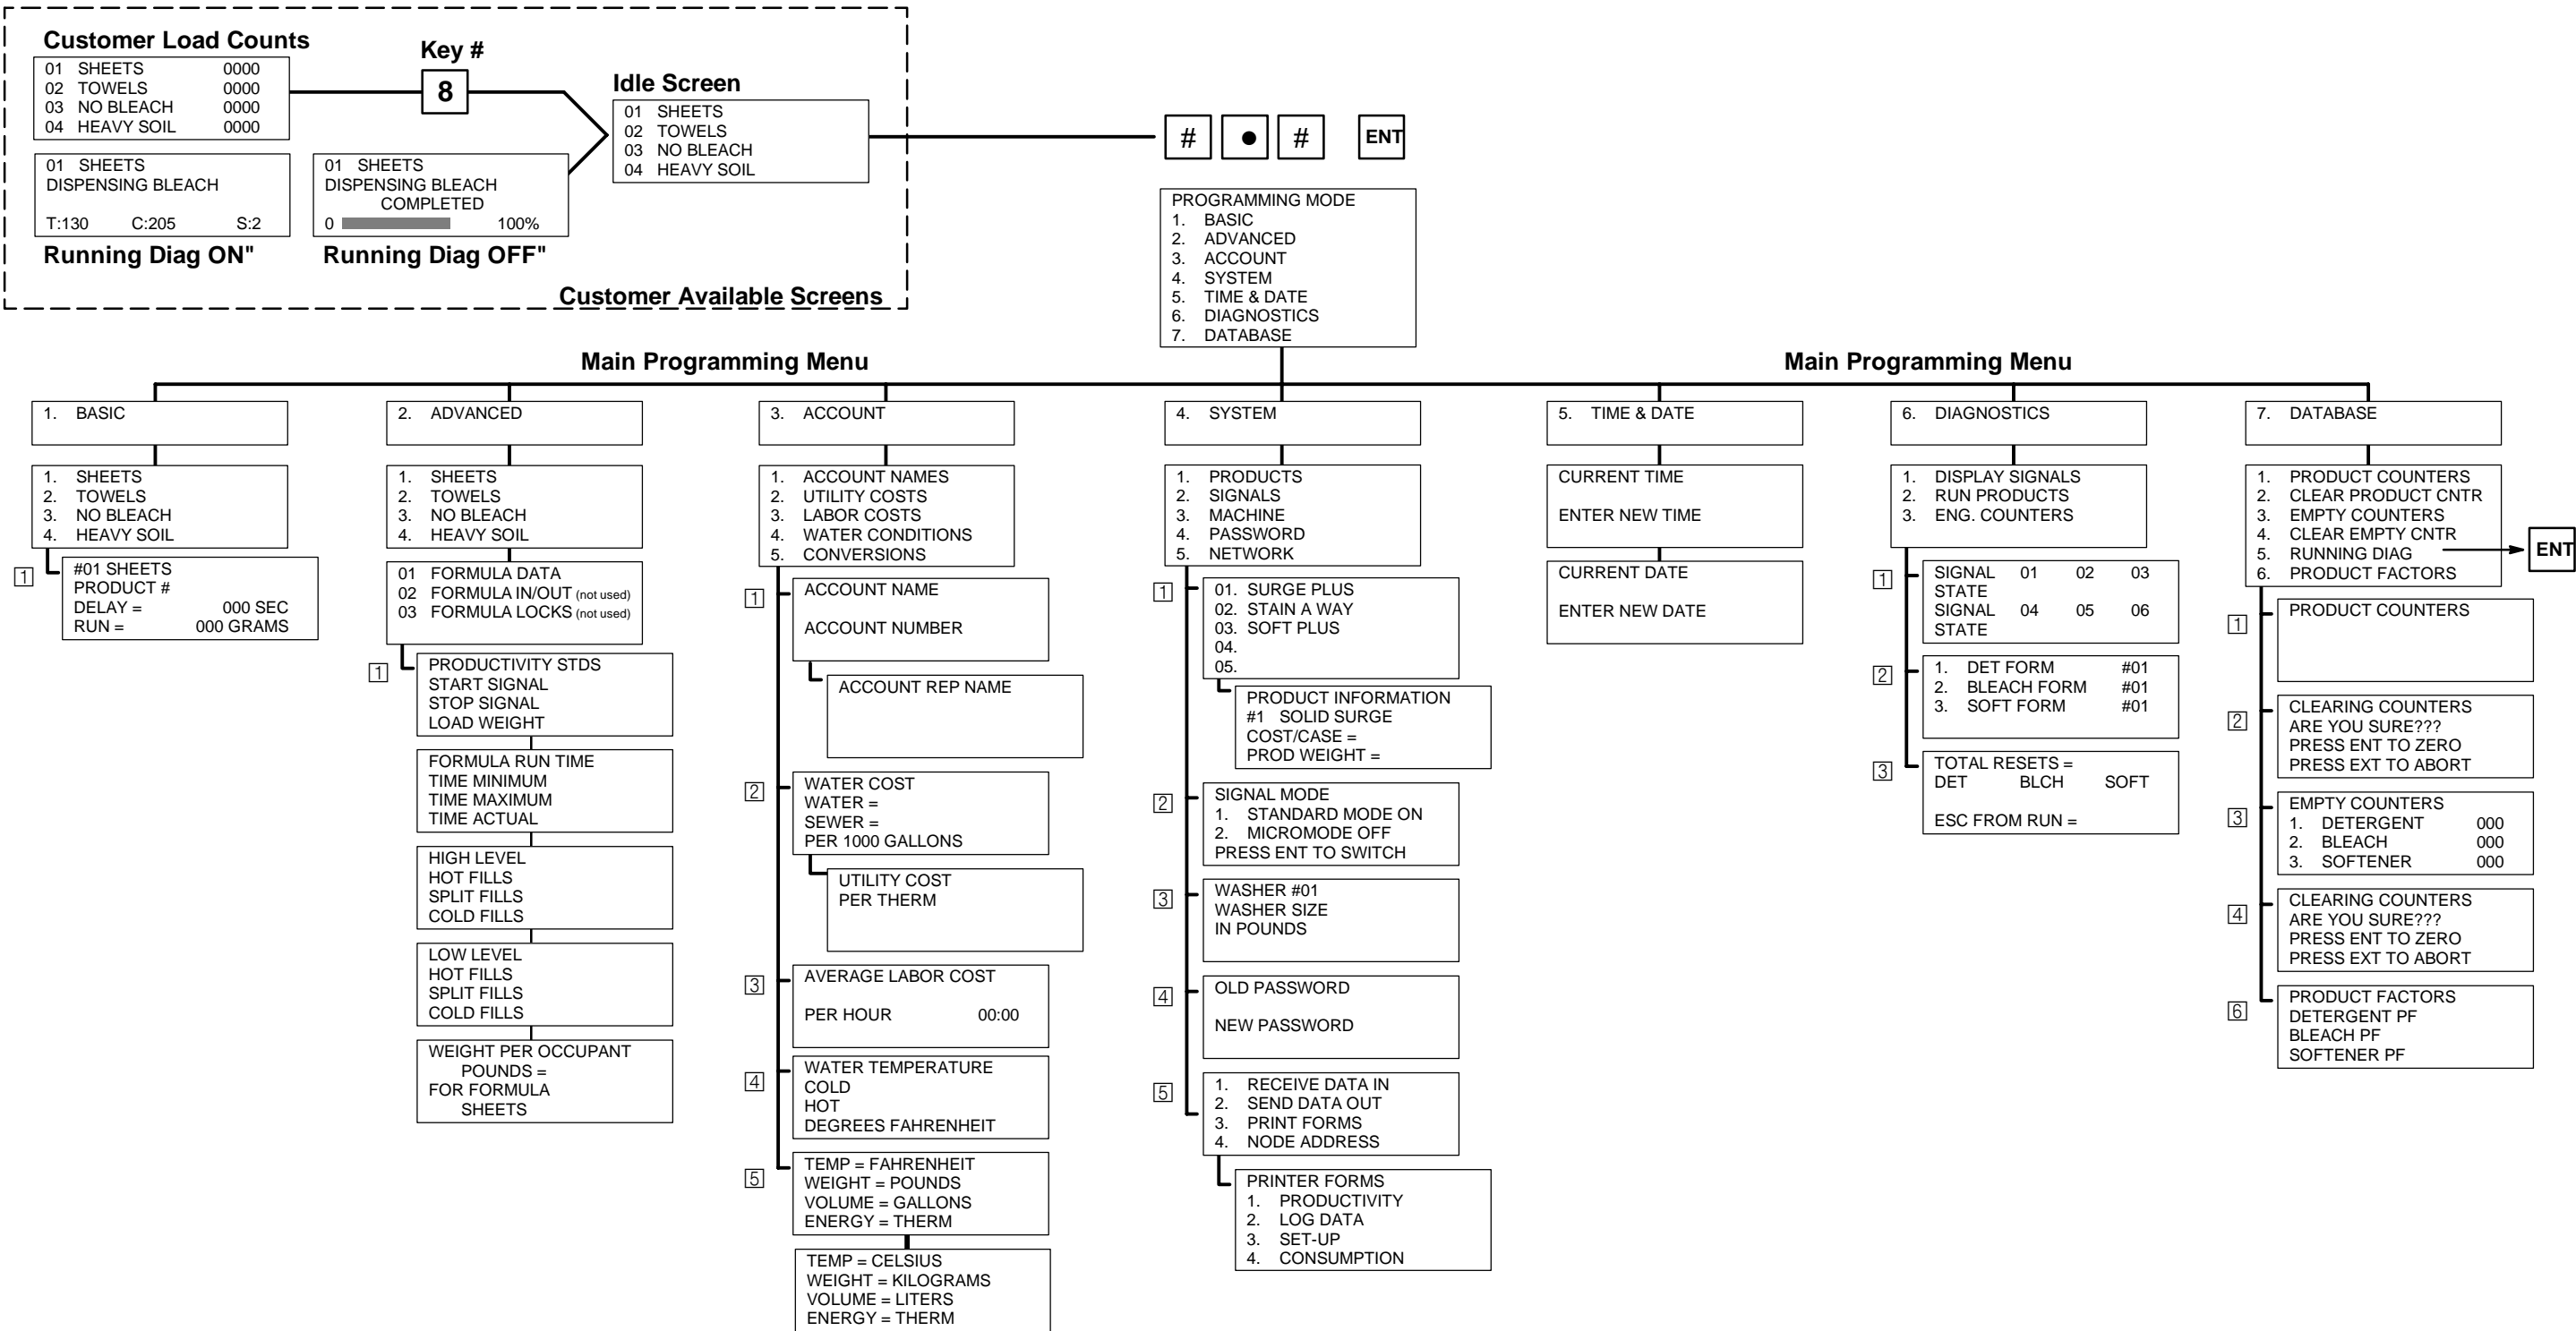 Customer Load Counts
01 SHEETS 0000
02 TOWELS 0000
03 NO BLEACH 0000
04 HEAVY SOIL 0000
Key #
8
Idle Screen
01 SHEETS
02 TOWELS
03 NO BLEACH
04 HEAVY SOIL
01 SHEETS
DISPENSING BLEACH
T:130 C:205 S:2
Running Diag ON"
01 SHEETS
DISPENSING BLEACH
COMPLETED
0 100%
Running Diag OFF"
Customer Available Screens
# ● # ENT
PROGRAMMING MODE
1. BASIC
2. ADVANCED
3. ACCOUNT
4. SYSTEM
5. TIME & DATE
6. DIAGNOSTICS
7. DATABASE
Main Programming Menu
Main Programming Menu
1. BASIC
1. SHEETS
2. TOWELS
3. NO BLEACH
4. HEAVY SOIL
1
#01 SHEETS
PRODUCT #
DELAY = 000 SEC
RUN = 000 GRAMS
2. ADVANCED
1. SHEETS
2. TOWELS
3. NO BLEACH
4. HEAVY SOIL
01 FORMULA DATA
02 FORMULA IN/OUT (not used)
03 FORMULA LOCKS (not used)
1
PRODUCTIVITY STDS
START SIGNAL
STOP SIGNAL
LOAD WEIGHT
FORMULA RUN TIME
TIME MINIMUM
TIME MAXIMUM
TIME ACTUAL
HIGH LEVEL
HOT FILLS
SPLIT FILLS
COLD FILLS
LOW LEVEL
HOT FILLS
SPLIT FILLS
COLD FILLS
WEIGHT PER OCCUPANT
POUNDS =
FOR FORMULA
SHEETS
3. ACCOUNT
1. ACCOUNT NAMES
2. UTILITY COSTS
3. LABOR COSTS
4. WATER CONDITIONS
5. CONVERSIONS
1
ACCOUNT NAME
ACCOUNT NUMBER
ACCOUNT REP NAME
2
WATER COST
WATER =
SEWER =
PER 1000 GALLONS
UTILITY COST
PER THERM
3
AVERAGE LABOR COST
PER HOUR 00:00
4
WATER TEMPERATURE
COLD
HOT
DEGREES FAHRENHEIT
5
TEMP = FAHRENHEIT
WEIGHT = POUNDS
VOLUME = GALLONS
ENERGY = THERM
TEMP = CELSIUS
WEIGHT = KILOGRAMS
VOLUME = LITERS
ENERGY = THERM
4. SYSTEM
1. PRODUCTS
2. SIGNALS
3. MACHINE
4. PASSWORD
5. NETWORK
1
01. SURGE PLUS
02. STAIN A WAY
03. SOFT PLUS
04.
05.
PRODUCT INFORMATION
#1 SOLID SURGE
COST/CASE =
PROD WEIGHT =
2
SIGNAL MODE
1. STANDARD MODE ON
2. MICROMODE OFF
PRESS ENT TO SWITCH
3
WASHER #01
WASHER SIZE
IN POUNDS
4
OLD PASSWORD
NEW PASSWORD
5
1. RECEIVE DATA IN
2. SEND DATA OUT
3. PRINT FORMS
4. NODE ADDRESS
PRINTER FORMS
1. PRODUCTIVITY
2. LOG DATA
3. SET-UP
4. CONSUMPTION
5. TIME & DATE
CURRENT TIME
ENTER NEW TIME
CURRENT DATE
ENTER NEW DATE
6. DIAGNOSTICS
1. DISPLAY SIGNALS
2. RUN PRODUCTS
3. ENG. COUNTERS
1
SIGNAL 01 02 03
STATE
SIGNAL 04 05 06
STATE
2
1. DET FORM #01
2. BLEACH FORM #01
3. SOFT FORM #01
3
TOTAL RESETS =
DET BLCH SOFT
ESC FROM RUN =
7. DATABASE
1. PRODUCT COUNTERS
2. CLEAR PRODUCT CNTR
3. EMPTY COUNTERS
4. CLEAR EMPTY CNTR
5. RUNNING DIAG
6. PRODUCT FACTORS
ENT
1
PRODUCT COUNTERS
2
CLEARING COUNTERS
ARE YOU SURE???
PRESS ENT TO ZERO
PRESS EXT TO ABORT
3
EMPTY COUNTERS
1. DETERGENT 000
2. BLEACH 000
3. SOFTENER 000
4
CLEARING COUNTERS
ARE YOU SURE???
PRESS ENT TO ZERO
PRESS EXT TO ABORT
6
PRODUCT FACTORS
DETERGENT PF
BLEACH PF
SOFTENER PF